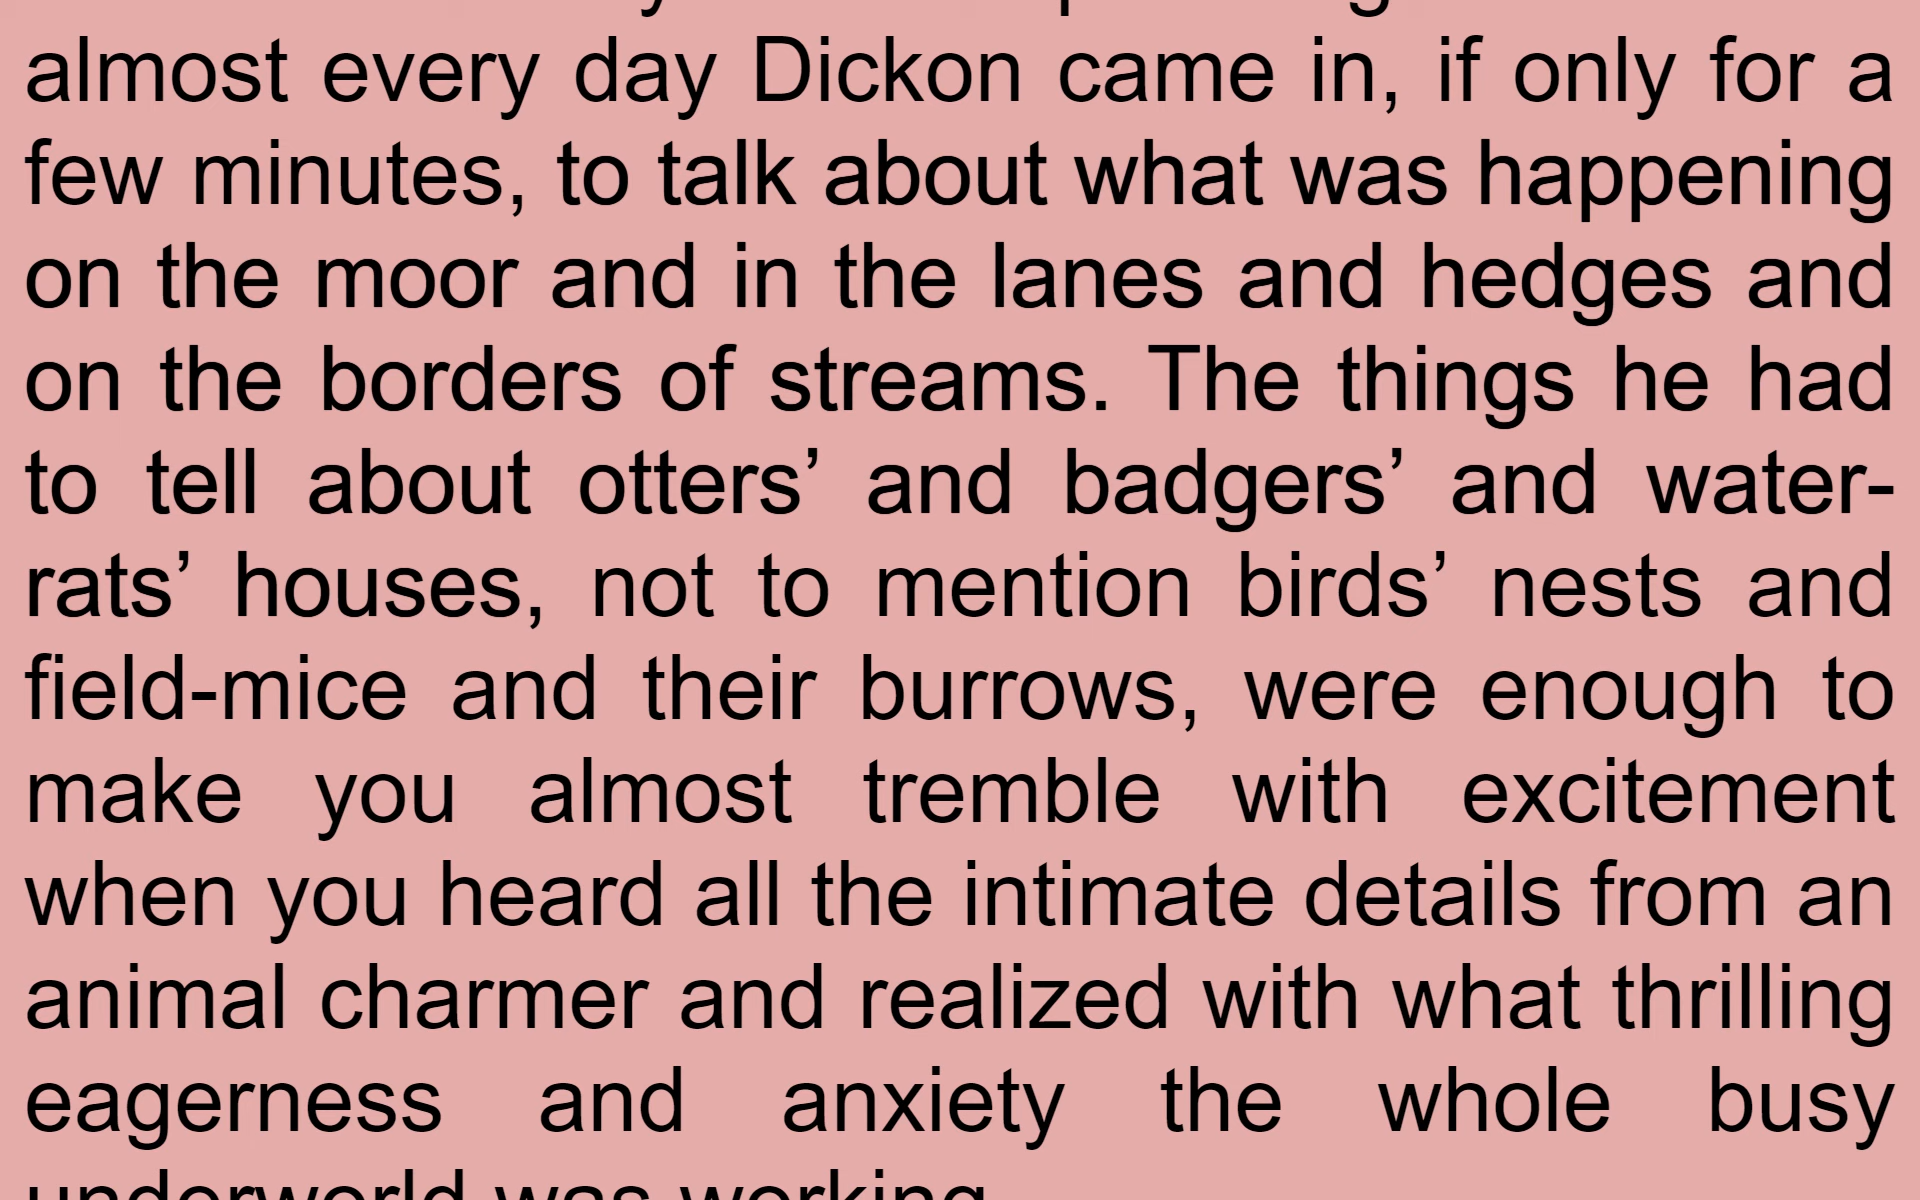 almost every day Dickon came in, if only for a
few minutes, to talk about what was happening
on the moor and in the lanes and hedges and
on the borders of streams. The things he had
to tell about otters’ and badgers’ and water-
rats’ houses, not to mention birds’ nests and
field-mice and their burrows, were enough to
make you almost tremble with excitement
when you heard all the intimate details from an
animal charmer and realized with what thrilling
eagerness and anxiety the whole busy
underworld was working.